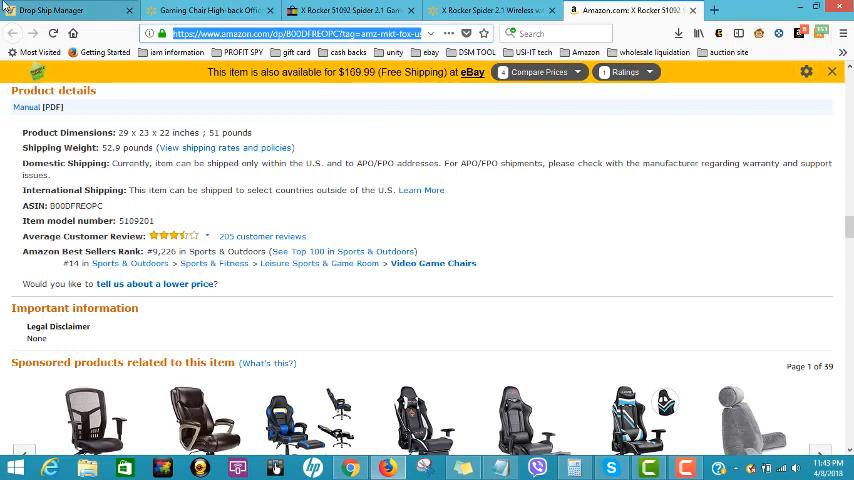 Drop Ship Manager
Gaming Chair High-back Offic
X Rocker 51092 Spider 2.1 Gam
X Rocker Spider 2.1 Wireless w
Amazon.com: X Rocker 51092
https://www.amazon.com/dp/B00DFREOPC?tag=amz-mkt-fox-us
Search
Most Visited
Getting Started
iam information
PROFIT SPY
gift card
cash backs
unity
ebay
DSM TOOL
USI-IT tech
Amazon
wholesale liquidation
auction site
This item is also available for $169.99 (Free Shipping) at eBay
4 Compare Prices
1 Ratings
Product details
Manual [PDF]
Product Dimensions: 29 x 23 x 22 inches ; 51 pounds
Shipping Weight: 52.9 pounds (View shipping rates and policies)
Domestic Shipping: Currently, item can be shipped only within the U.S. and to APO/FPO addresses. For APO/FPO shipments, please check with the manufacturer regarding warranty and support
issues.
International Shipping: This item can be shipped to select countries outside of the U.S. Learn More
ASIN: B00DFREOPC
Item model number: 5109201
Average Customer Review: 205 customer reviews
Amazon Best Sellers Rank: #9,226 in Sports & Outdoors (See Top 100 in Sports & Outdoors)
#14 in Sports & Outdoors > Sports & Fitness > Leisure Sports & Game Room > Video Game Chairs
Would you like to tell us about a lower price?
Important information
Legal Disclaimer
None
Sponsored products related to this item (What's this?)
Page 1 of 39
11:43 PM
4/8/2018